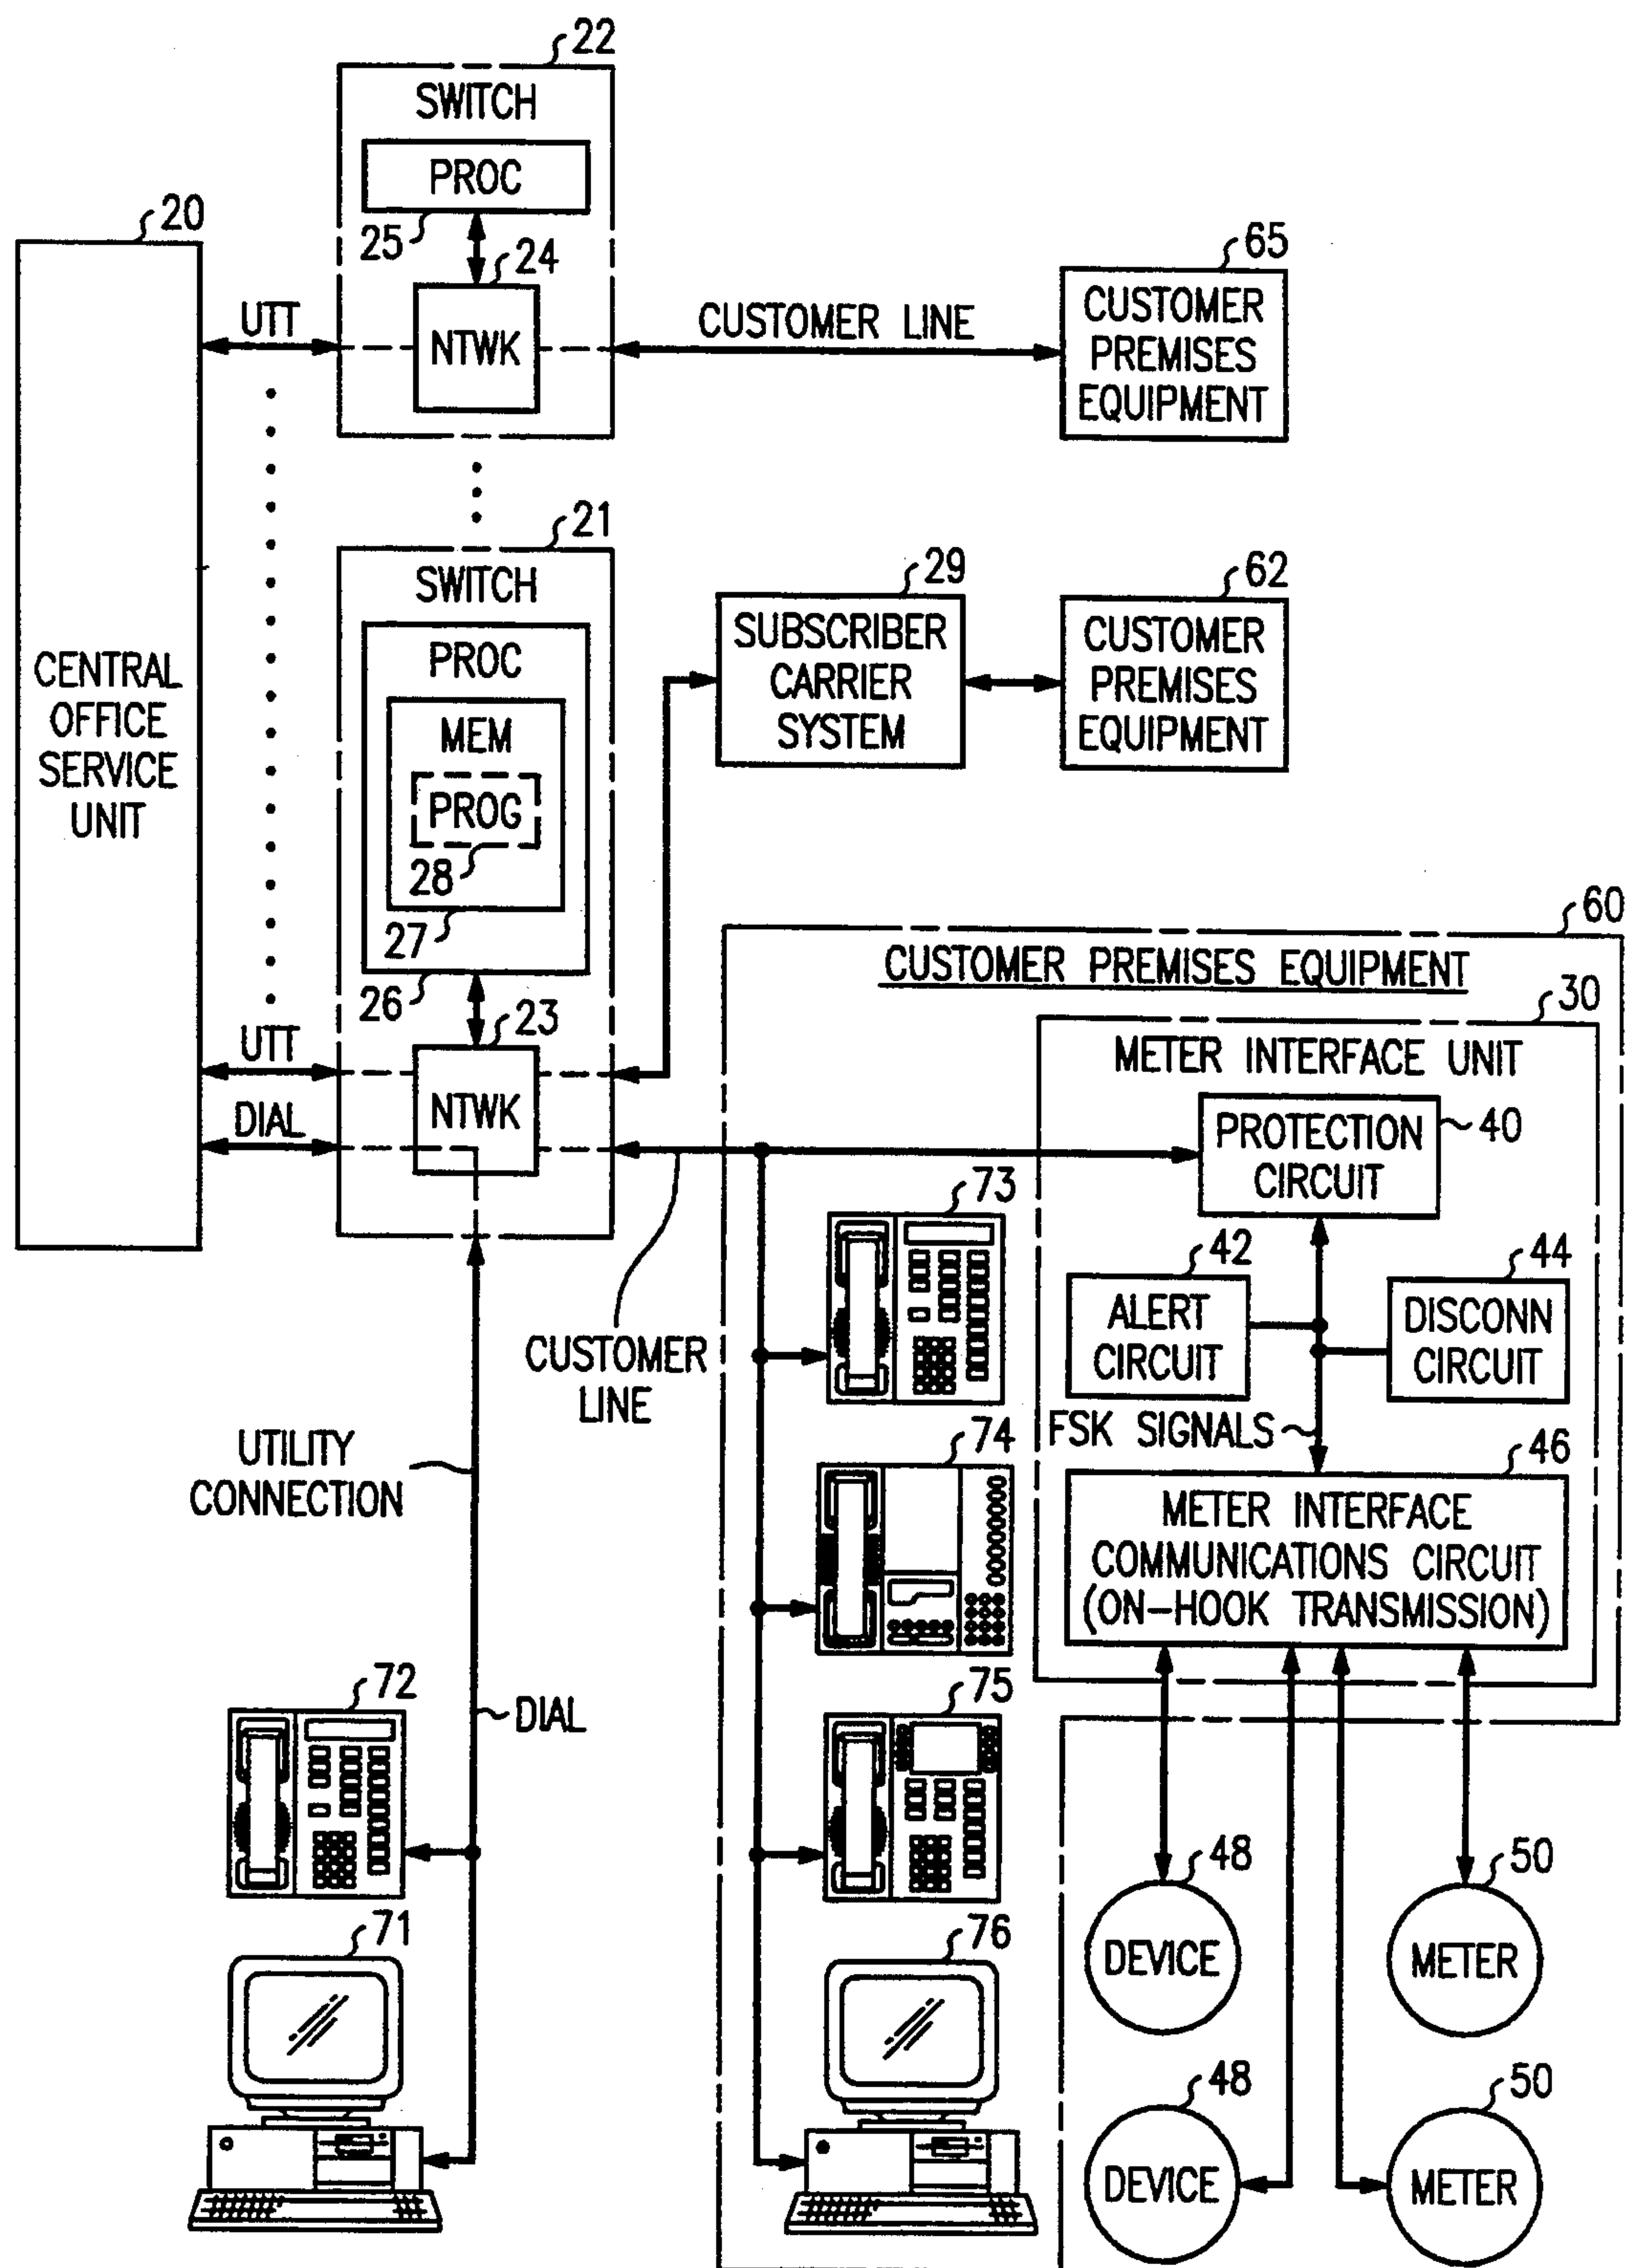 22
SWITCH
PROC
25
24
NTWK
20
CENTRAL
OFFICE
SERVICE
UNIT
UTT
CUSTOMER LINE
65
CUSTOMER
PREMISES
EQUIPMENT
21
SWITCH
PROC
MEM
PROG
28
27
26
23
NTWK
UTT
DIAL
29
SUBSCRIBER
CARRIER
SYSTEM
62
CUSTOMER
PREMISES
EQUIPMENT
60
CUSTOMER PREMISES EQUIPMENT
30
METER INTERFACE UNIT
PROTECTION
CIRCUIT
40
42
ALERT
CIRCUIT
44
DISCONN
CIRCUIT
FSK SIGNALS
46
METER INTERFACE
COMMUNICATIONS CIRCUIT
(ON-HOOK TRANSMISSION)
CUSTOMER
LINE
73
74
75
76
UTILITY
CONNECTION
DIAL
72
71
48
DEVICE
50
METER
48
DEVICE
50
METER